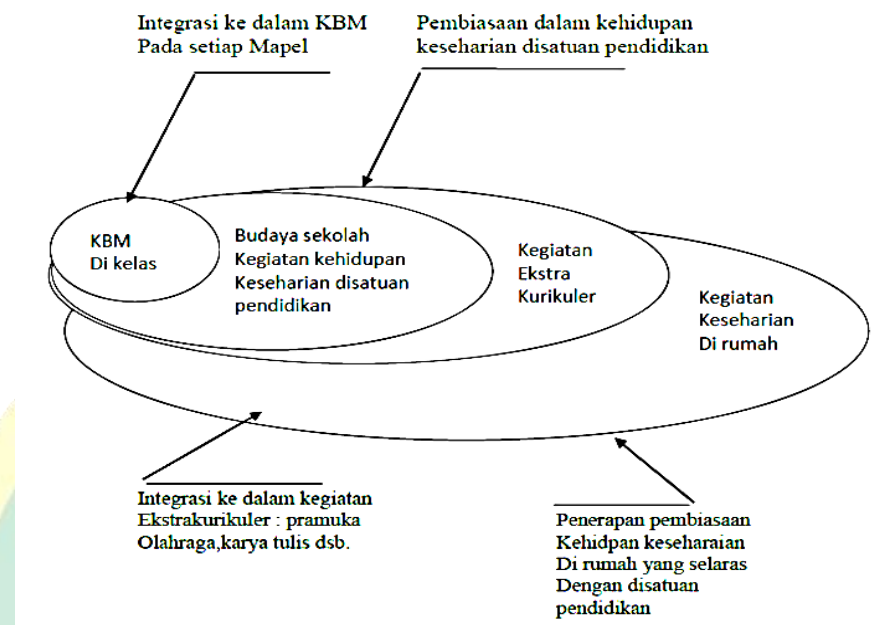 Integrasi ke dalam KBM
Pada setiap Mapel
Pembiasaan dalam kehidupan
keseharian disatuan pendidikan
KBM
Di kelas
Budaya sekolah
Kegiatan kehidupan
Keseharian disatuan
pendidikan
Kegiatan
Ekstra
Kurikuler
Kegiatan
Keseharian
Di rumah
Integrasi ke dalam kegiatan
Ekstrakurikuler : pramuka
Olahraga,karya tulis dsb.
Penerapan pembiasaan
Kehidpan keseharaian
Di rumah yang selaras
Dengan disatuan
pendidikan